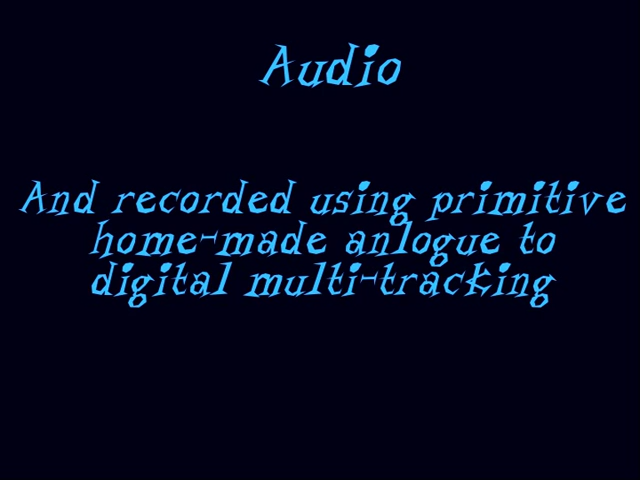 Audio
And recorded using primitive
home-made anlogue to
digital multi-tracking